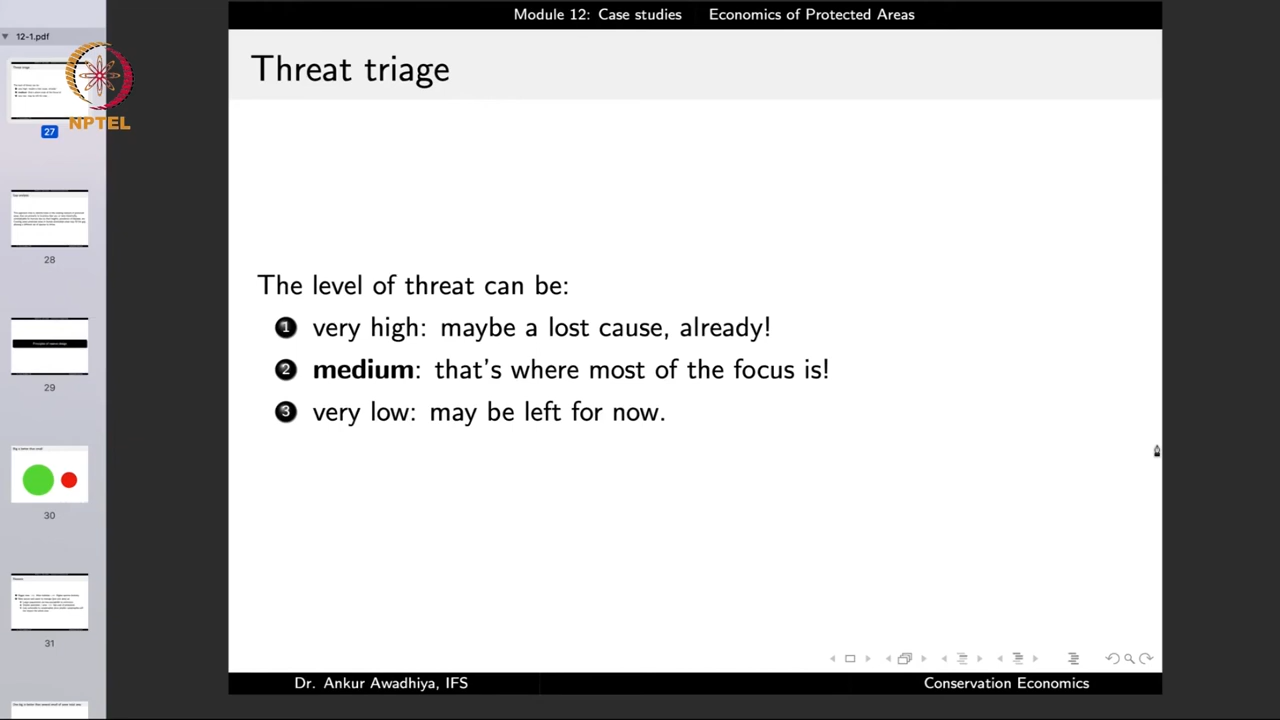 Module 12: Case studies Economics of Protected Areas
12-1.pdf
NPTEL
27
28
29
30
31
Threat triage
The level of threat can be:
1 very high: maybe a lost cause, already!
2 medium: that's where most of the focus is!
3 very low: may be left for now.
Dr. Ankur Awadhiya, IFS
Conservation Economics